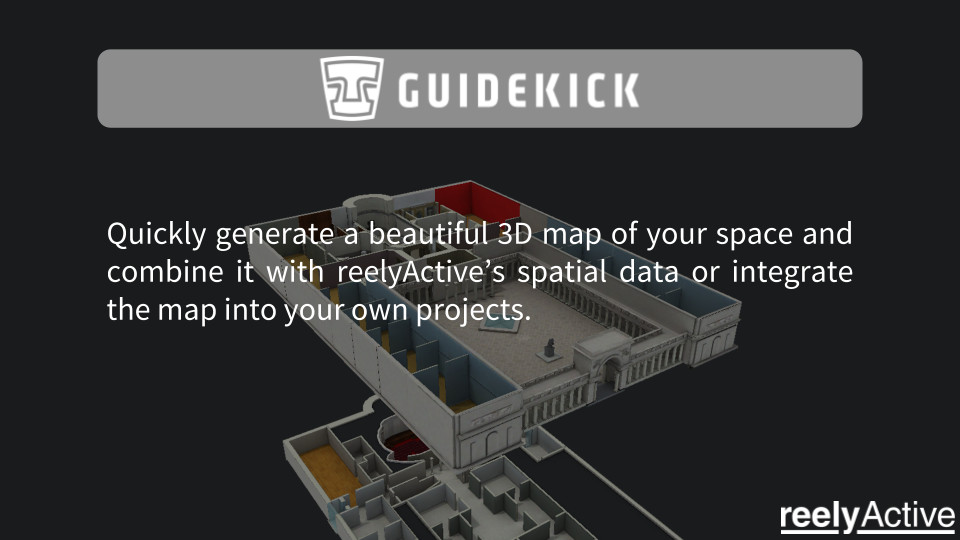 GUIDEKICK
Quickly generate a beautiful 3D map of your space and
combine it with reelyActive’s spatial data or integrate
the map into your own projects.
reelyActive